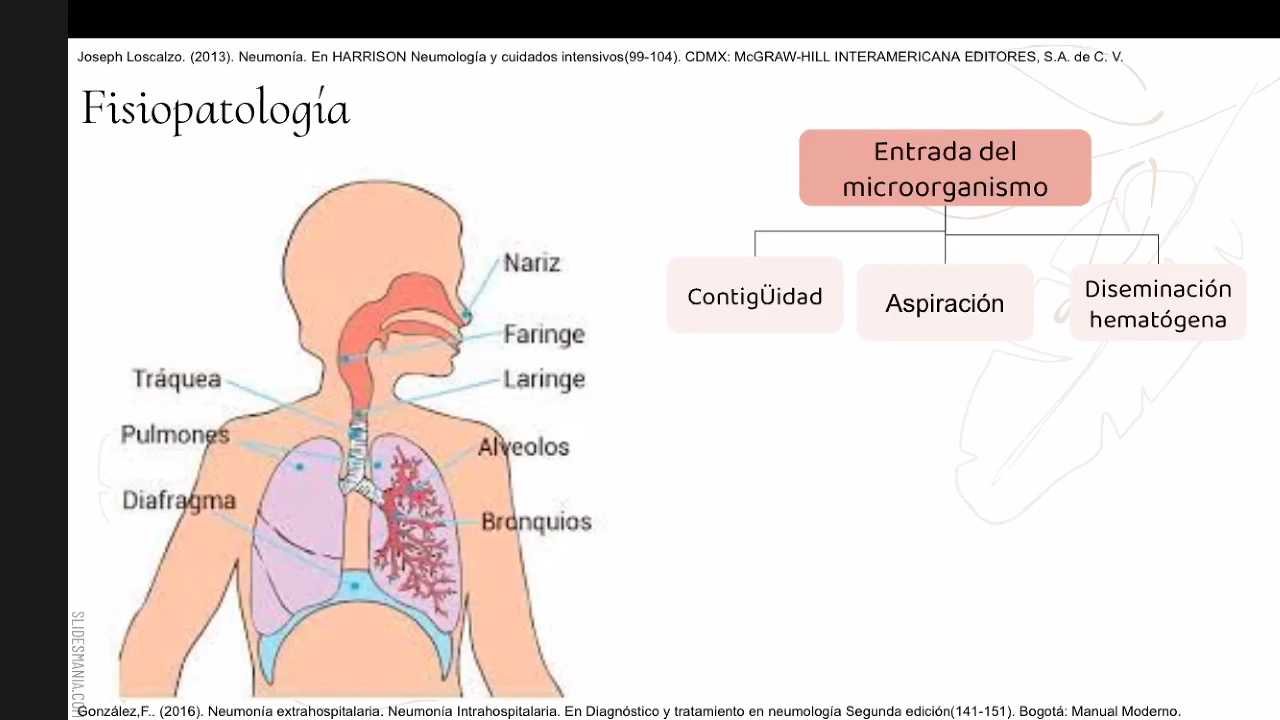 Joseph Loscalzo. (2013). Neumonía. En HARRISON Neumología y cuidados intensivos(99-104). CDMX: McGRAW-HILL INTERAMERICANA EDITORES, S.A. de C. V.
Fisiopatología
Entrada del
microorganismo
ContigÜidad
Aspiración
Diseminación
hematógena
Nariz
Faringe
Tráquea
Laringe
Pulmones
Alveolos
Diafragma
Bronquios
SLIDESMANIA.CO
González,F.. (2016). Neumonía extrahospitalaria. Neumonía Intrahospitalaria. En Diagnóstico y tratamiento en neumología Segunda edición(141-151). Bogotá: Manual Moderno.